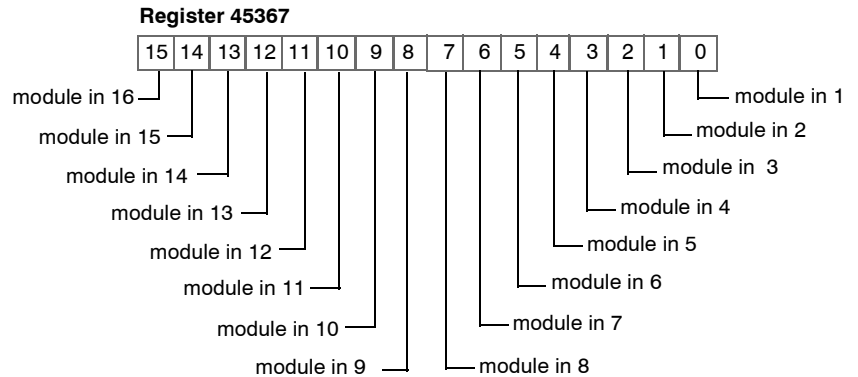 Register 45367
15 14 13 12 11 10 9 8 7 6 5 4 3 2 1 0
module in 16
module in 1
module in 15
module in 2
module in 14
module in 3
module in 13
module in 4
module in 12
module in 5
module in 11
module in 6
module in 10
module in 7
module in 9
module in 8